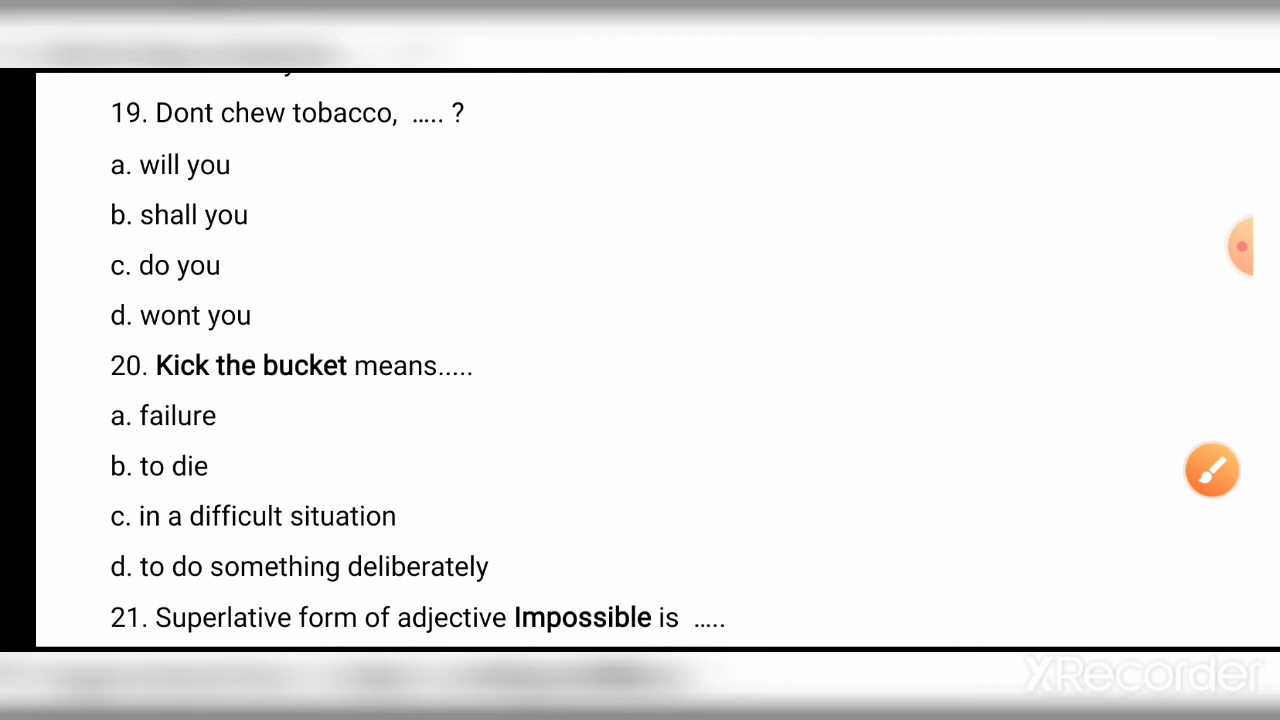 19. Dont chew tobacco, ..... ?
a. will you
b. shall you
c. do you
d. wont you
20. Kick the bucket means.....
a. failure
b. to die
c. in a difficult situation
d. to do something deliberately
21. Superlative form of adjective Impossible is .....
XRecorder